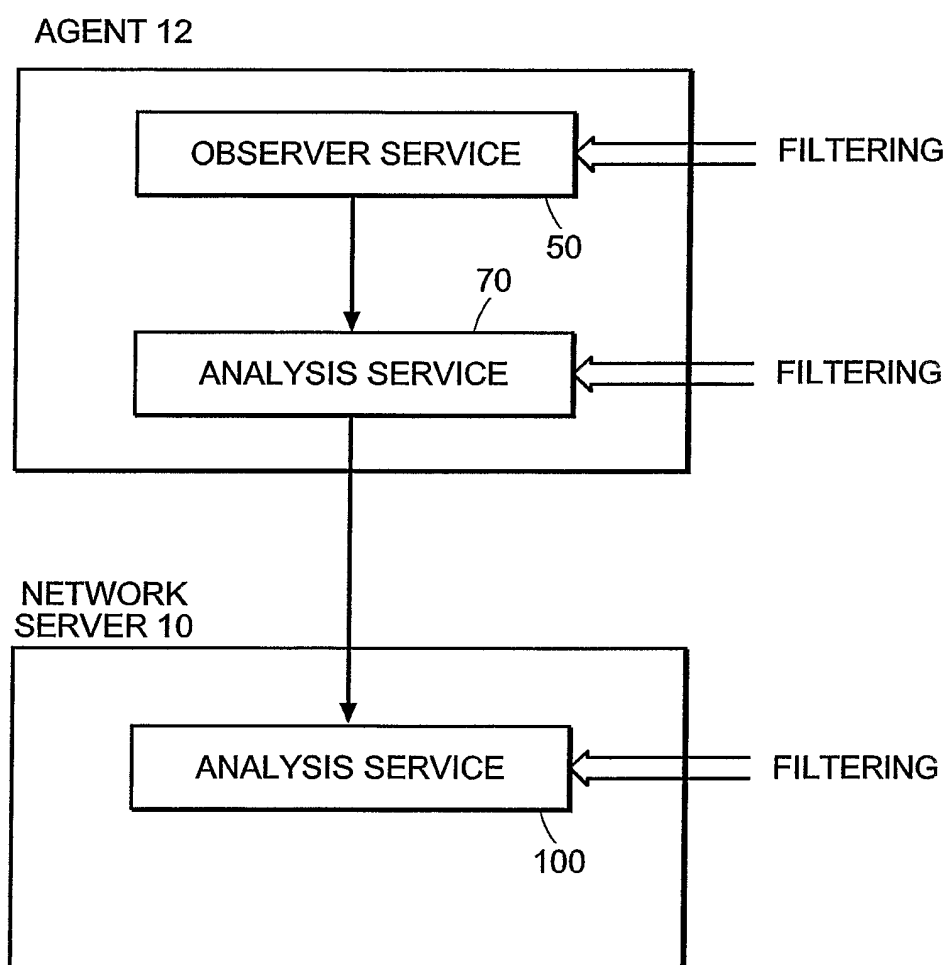 AGENT 12
OBSERVER SERVICE
FILTERING
50
70
ANALYSIS SERVICE
FILTERING
NETWORK
SERVER 10
ANALYSIS SERVICE
FILTERING
100